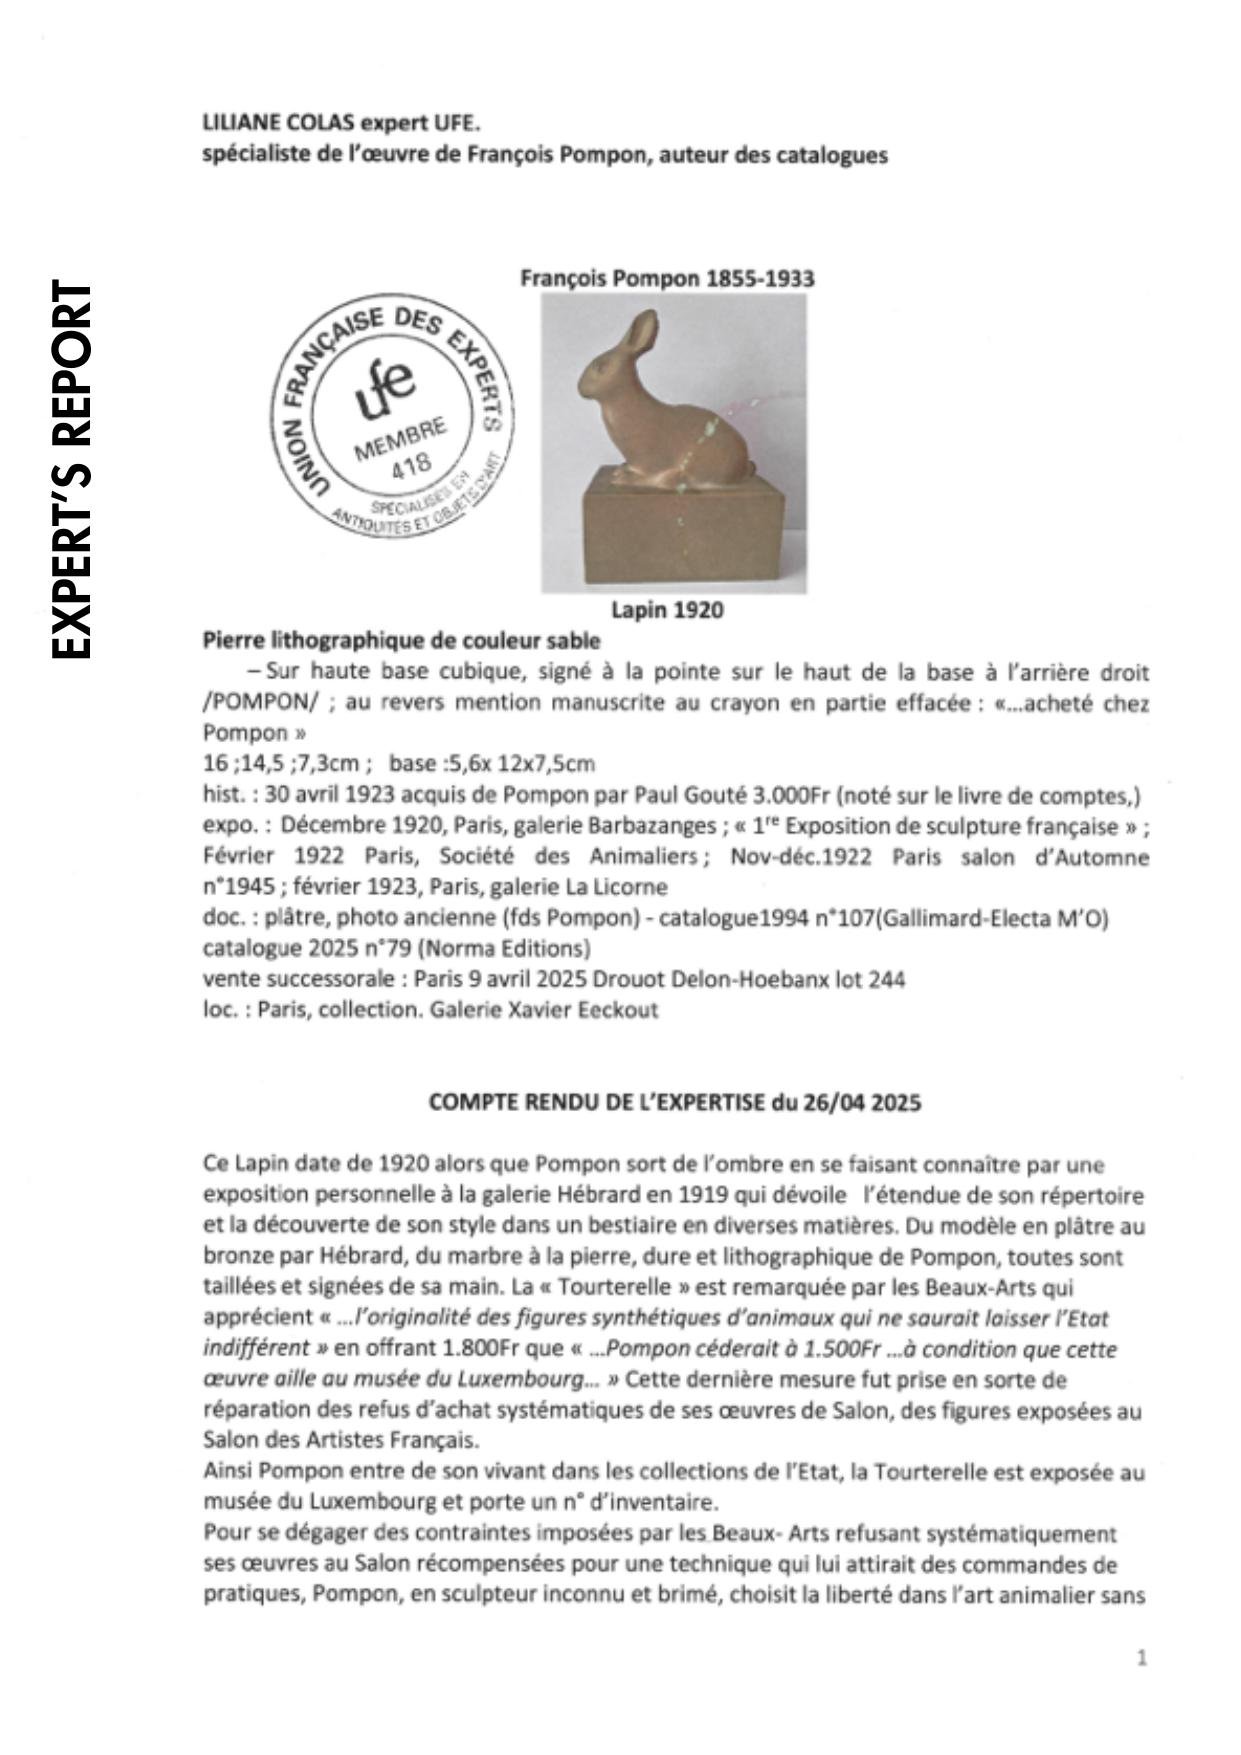 LILIANE COLAS expert UFE.
spécialiste de l'œuvre de François Pompon, auteur des catalogues
EXPERT'S REPORT
François Pompon 1855-1933
UNION FRANÇAISE DES EXPERTS
ufe
MEMBRE
418
SPÉCIALISÉS EN
ANTIQUITÉS ET OBJETS D'ART
Lapin 1920
Pierre lithographique de couleur sable
– Sur haute base cubique, signé à la pointe sur le haut de la base à l'arrière droit
/POMPON/ ; au revers mention manuscrite au crayon en partie effacée : «...acheté chez
Pompon »
16 ;14,5 ;7,3cm ; base :5,6x 12x7,5cm
hist. : 30 avril 1923 acquis de Pompon par Paul Gouté 3.000Fr (noté sur le livre de comptes,)
expo. : Décembre 1920, Paris, galerie Barbazanges ; « 1re Exposition de sculpture française » ;
Février 1922 Paris, Société des Animaliers ; Nov-déc.1922 Paris salon d'Automne
n°1945 ; février 1923, Paris, galerie La Licorne
doc. : plâtre, photo ancienne (fds Pompon) - catalogue1994 n°107(Gallimard-Electa M'O)
catalogue 2025 n°79 (Norma Editions)
vente successorale : Paris 9 avril 2025 Drouot Delon-Hoebanx lot 244
loc. : Paris, collection. Galerie Xavier Eeckout
COMPTE RENDU DE L'EXPERTISE du 26/04 2025
Ce Lapin date de 1920 alors que Pompon sort de l'ombre en se faisant connaître par une
exposition personnelle à la galerie Hébrard en 1919 qui dévoile l'étendue de son répertoire
et la découverte de son style dans un bestiaire en diverses matières. Du modèle en plâtre au
bronze par Hébrard, du marbre à la pierre, dure et lithographique de Pompon, toutes sont
taillées et signées de sa main. La « Tourterelle » est remarquée par les Beaux-Arts qui
apprécient « ...l'originalité des figures synthétiques d'animaux qui ne saurait laisser l'Etat
indifférent » en offrant 1.800Fr que « ...Pompon céderait à 1.500Fr ...à condition que cette
œuvre aille au musée du Luxembourg... » Cette dernière mesure fut prise en sorte de
réparation des refus d'achat systématiques de ses œuvres de Salon, des figures exposées au
Salon des Artistes Français.
Ainsi Pompon entre de son vivant dans les collections de l'Etat, la Tourterelle est exposée au
musée du Luxembourg et porte un n° d'inventaire.
Pour se dégager des contraintes imposées par les Beaux- Arts refusant systématiquement
ses œuvres au Salon récompensées pour une technique qui lui attirait des commandes de
pratiques, Pompon, en sculpteur inconnu et brimé, choisit la liberté dans l'art animalier sans
1